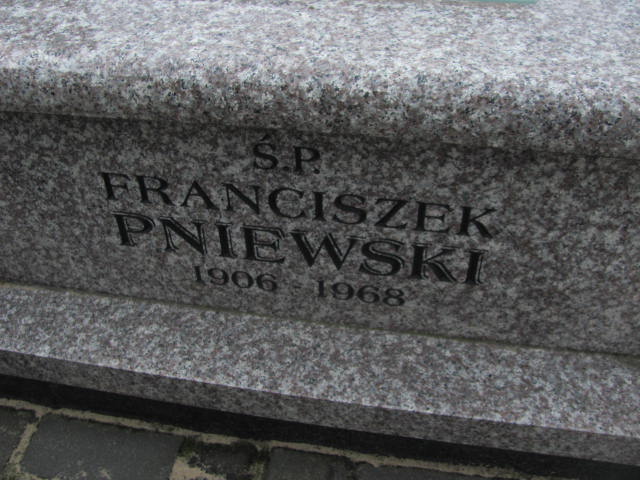 Ś.P.
FRANCISZEK
PNIEWSKI
1906 - 1968